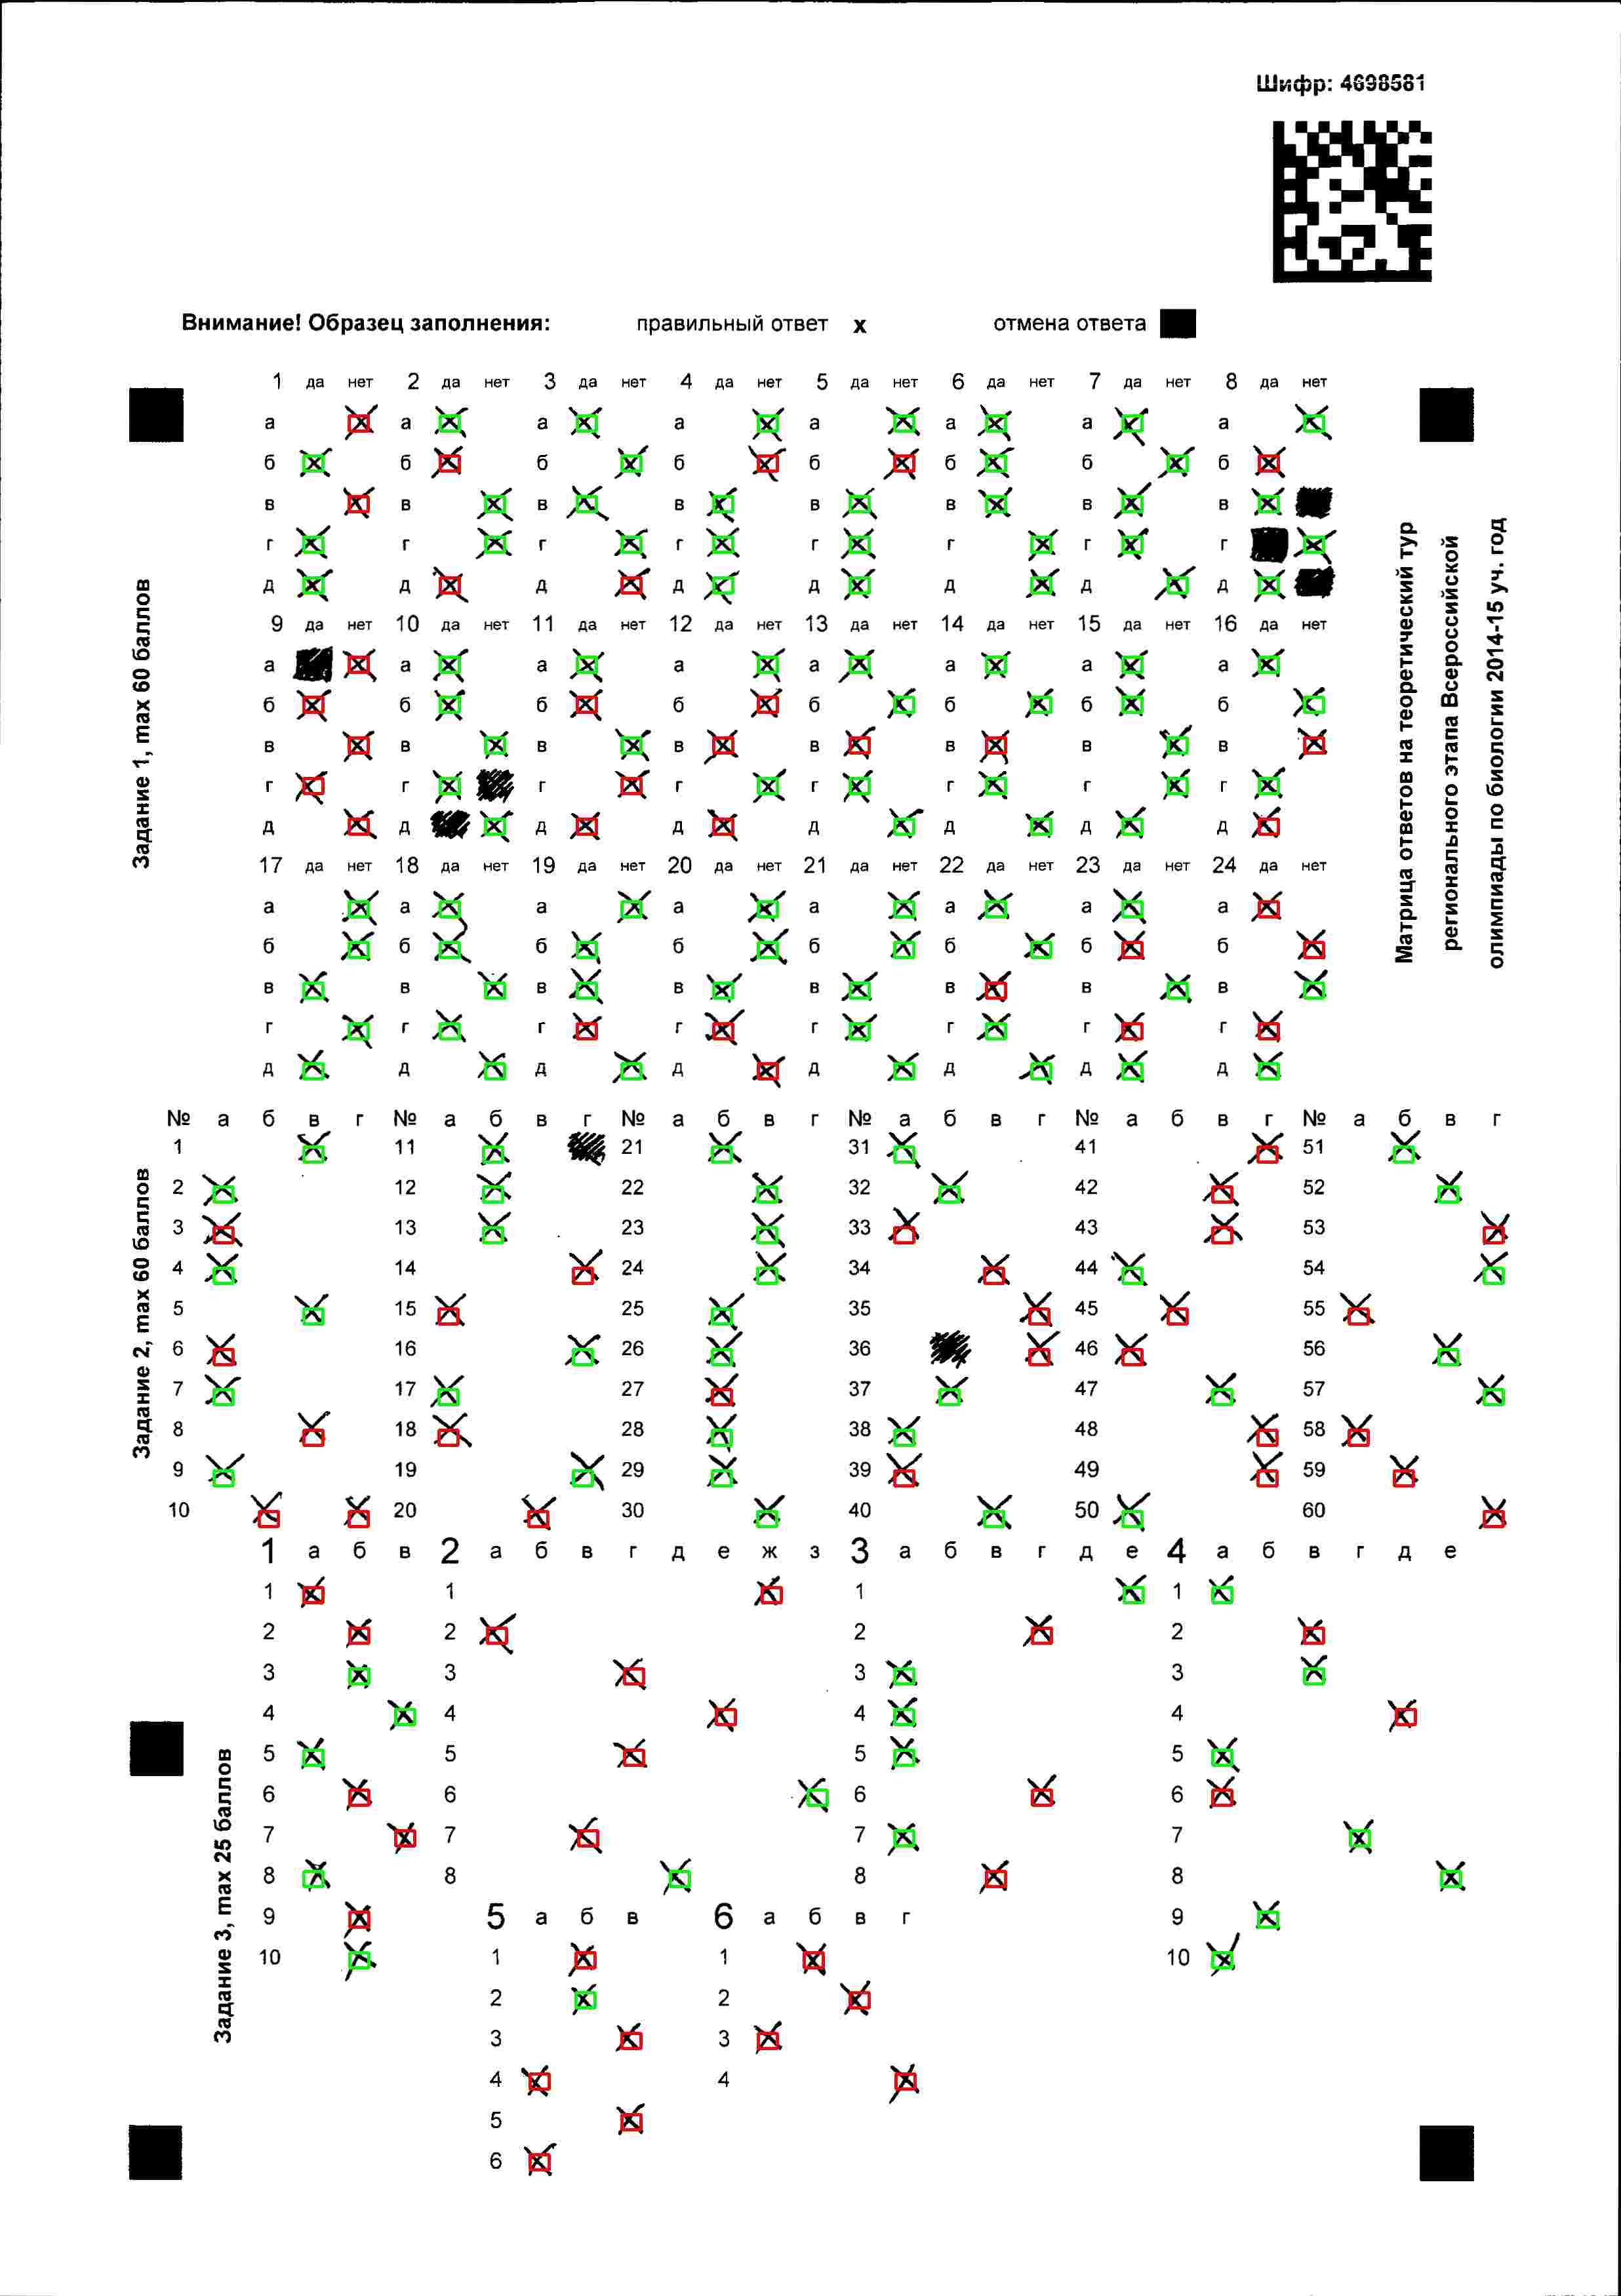 Шифр: 4698581
Внимание! Образец заполнения: правильный ответ x отмена ответа
Матрица ответов на теоретический тур
регионального этапа Всероссийской
олимпиады по биологии 2014-15 уч. год
Задание 1, max 60 баллов
1 да нет 2 да нет 3 да нет 4 да нет 5 да нет 6 да нет 7 да нет 8 да нет
а а а а а а а а
б б б б б б б б
в в в в в в в в
г г г г г г г г
д д д д д д д д
9 да нет 10 да нет 11 да нет 12 да нет 13 да нет 14 да нет 15 да нет 16 да нет
а а а а а а а а
б б б б б б б б
в в в в в в в в
г г г г г г г г
д д д д д д д д
17 да нет 18 да нет 19 да нет 20 да нет 21 да нет 22 да нет 23 да нет 24 да нет
а а а а а а а а
б б б б б б б б
в в в в в в в в
г г г г г г г г
д д д д д д д д
Задание 2, max 60 баллов
№ а б в г № а б в г № а б в г № а б в г № а б в г № а б в г
1 11 21 31 41 51
2 12 22 32 42 52
3 13 23 33 43 53
4 14 24 34 44 54
5 15 25 35 45 55
6 16 26 36 46 56
7 17 27 37 47 57
8 18 28 38 48 58
9 19 29 39 49 59
10 20 30 40 50 60
Задание 3, max 25 баллов
1 а б в 2 а б в г д е ж з 3 а б в г д е 4 а б в г д е
1 1 1 1
2 2 2 2
3 3 3 3
4 4 4 4
5 5 5 5
6 6 6 6
7 7 7 7
8 8 8 8
9 5 а б в 6 а б в г 9
10 1 1 10
2 2
3 3
4 4
5
6